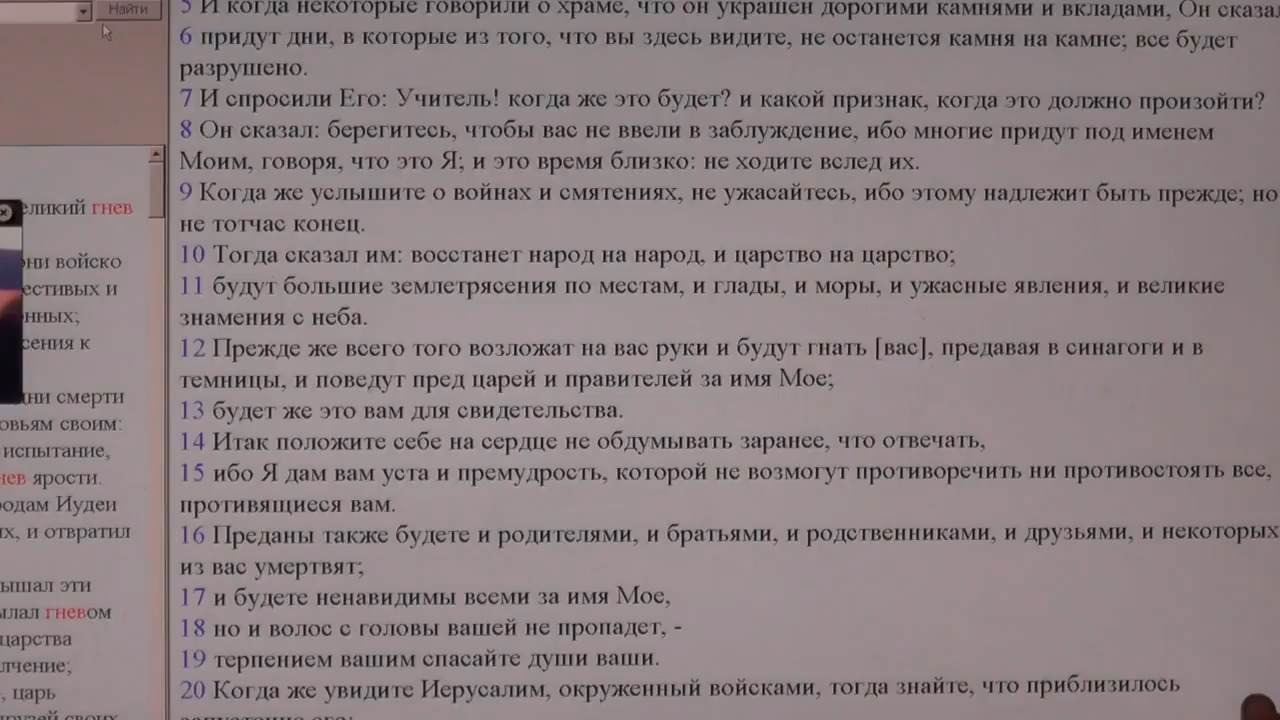 Найти
великий гнев
они войско
нечестивых и
нных;
сения к
дни смерти
сыновьям своим:
испытание,
гнев ярости.
родам Иудеи
их, и отвратил
ышал эти
ылал гневом
царства
лчение;
, царь
друзей своих
5 И когда некоторые говорили о храме, что он украшен дорогими камнями и вкладами, Он сказал
6 придут дни, в которые из того, что вы здесь видите, не останется камня на камне; все будет
разрушено.
7 И спросили Его: Учитель! когда же это будет? и какой признак, когда это должно произойти?
8 Он сказал: берегитесь, чтобы вас не ввели в заблуждение, ибо многие придут под именем
Моим, говоря, что это Я; и это время близко: не ходите вслед их.
9 Когда же услышите о войнах и смятениях, не ужасайтесь, ибо этому надлежит быть прежде; но
не тотчас конец.
10 Тогда сказал им: восстанет народ на народ, и царство на царство;
11 будут большие землетрясения по местам, и глады, и моры, и ужасные явления, и великие
знамения с неба.
12 Прежде же всего того возложат на вас руки и будут гнать [вас], предавая в синагоги и в
темницы, и поведут пред царей и правителей за имя Мое;
13 будет же это вам для свидетельства.
14 Итак положите себе на сердце не обдумывать заранее, что отвечать,
15 ибо Я дам вам уста и премудрость, которой не возмогут противоречить ни противостоять все,
противящиеся вам.
16 Преданы также будете и родителями, и братьями, и родственниками, и друзьями, и некоторых
из вас умертвят;
17 и будете ненавидимы всеми за имя Мое,
18 но и волос с головы вашей не пропадет, -
19 терпением вашим спасайте души ваши.
20 Когда же увидите Иерусалим, окруженный войсками, тогда знайте, что приблизилось
запустение его: